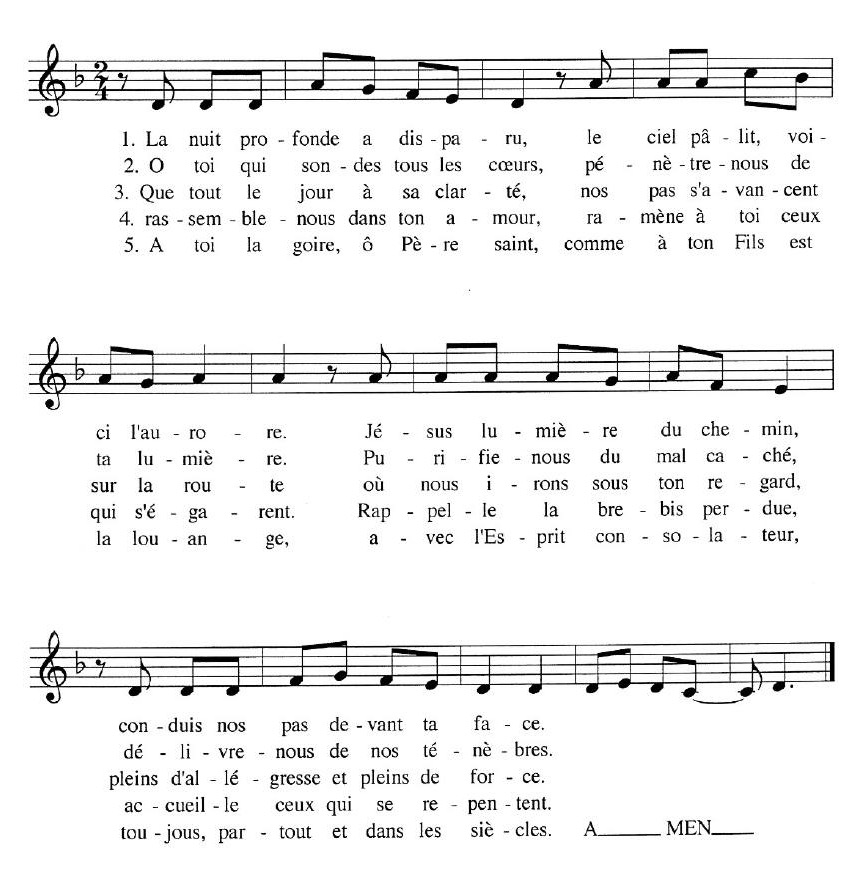 2
4
1. La nuit pro - fonde a dis - pa - ru, le ciel pâ - lit, voi -
2. O toi qui son - des tous les cœurs, pé - nè - tre - nous de
3. Que tout le jour à sa clar - té, nos pas s'a - van - cent
4. ras - sem - ble - nous dans ton a - mour, ra - mène à toi ceux
5. A toi la goire, ô Pè - re saint, comme à ton Fils est
ci l'au - ro - re. Jé - sus lu - miè - re du che - min,
ta lu - miè - re. Pu - ri - fie - nous du mal ca - ché,
sur la rou - te où nous i - rons sous ton re - gard,
qui s'é - ga - rent. Rap - pel - le la bre - bis per - due,
la lou - an - ge, a - vec l'Es - prit con - so - la - teur,
con - duis nos pas de - vant ta fa - ce.
dé - li - vre - nous de nos té - nè - bres.
pleins d'al - lé - gresse et pleins de for - ce.
ac - cueil - le ceux qui se re - pen - tent.
tou - jous, par - tout et dans les siè - cles. A______ MEN____